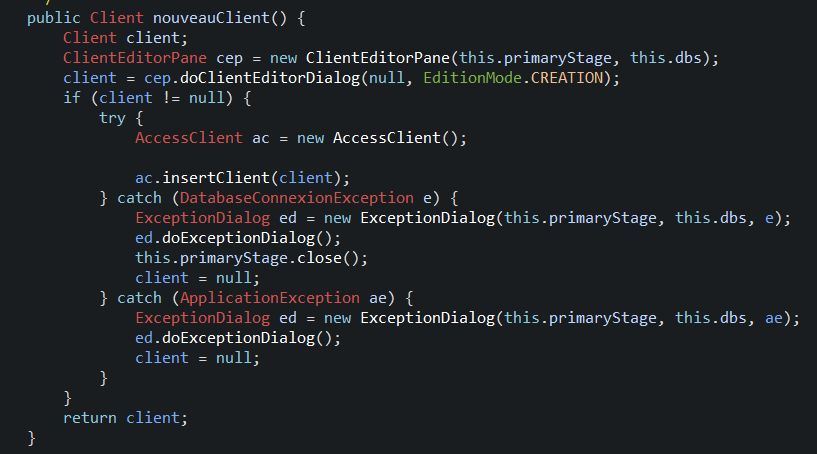 public Client nouveauClient() {
    Client client;
    ClientEditorPane cep = new ClientEditorPane(this.primaryStage, this.dbs);
    client = cep.doClientEditorDialog(null, EditionMode.CREATION);
    if (client != null) {
        try {
            AccessClient ac = new AccessClient();

            ac.insertClient(client);
        } catch (DatabaseConnexionException e) {
            ExceptionDialog ed = new ExceptionDialog(this.primaryStage, this.dbs, e);
            ed.doExceptionDialog();
            this.primaryStage.close();
            client = null;
        } catch (ApplicationException ae) {
            ExceptionDialog ed = new ExceptionDialog(this.primaryStage, this.dbs, ae);
            ed.doExceptionDialog();
            client = null;
        }
    }
    return client;
}